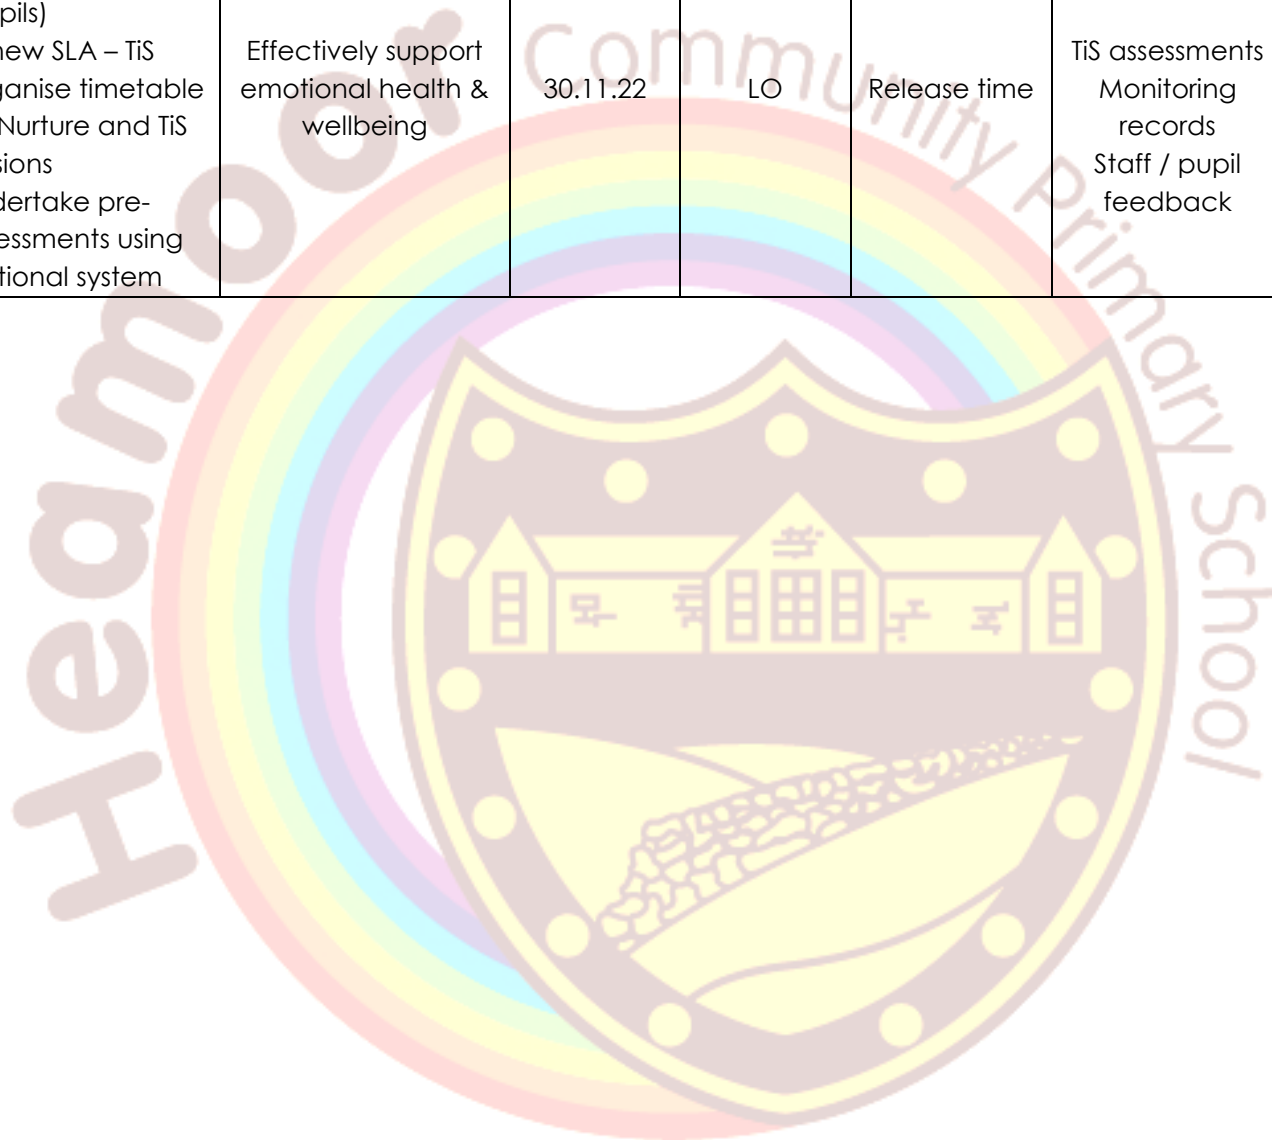 pils)
new SLA – TiS
ganise timetable
Nurture and TiS
sions
dertake pre-
essments using
tional system
Effectively support
emotional health &
wellbeing
30.11.22
LO
Release time
TiS assessments
Monitoring
records
Staff / pupil
feedback
Heamoor Community Primary School